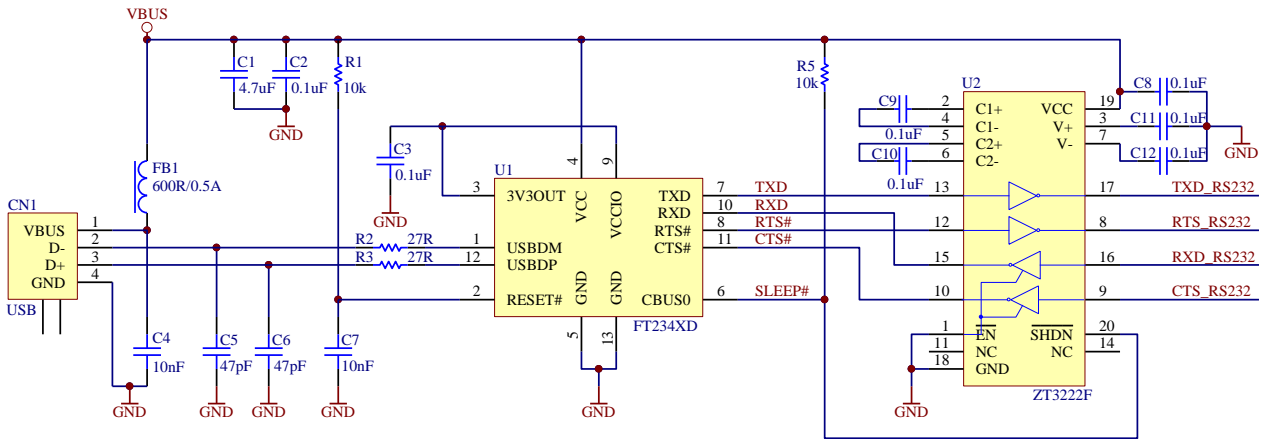 VBUS
C1
4.7uF
C2
0.1uF
GND
R1
10k
R5
10k
FB1
600R/0.5A
CN1
VBUS 1
D- 2
D+ 3
GND 4
USB
C3
0.1uF
GND
R2 27R
R3 27R
C4
10nF
GND
C5
47pF
GND
C6
47pF
GND
C7
10nF
GND
U1
3 3V3OUT
1 USBDM
12 USBDP
2 RESET#
4 VCC
9 VCCIO
5 GND
13 GND
GND
TXD 7 TXD
RXD 10 RXD
RTS# 8 RTS#
CTS# 11 CTS#
CBUS0 6 SLEEP#
FT234XD
U2
C9
0.1uF
C10
0.1uF
2 C1+
4 C1-
5 C2+
6 C2-
VCC 19
V+ 3
V- 7
C8 0.1uF
C11 0.1uF
C12 0.1uF
GND
13 17 TXD_RS232
12 8 RTS_RS232
15 16 RXD_RS232
10 9 CTS_RS232
1 EN
11 NC
18 GND
SHDN 20
NC 14
GND
ZT3222F